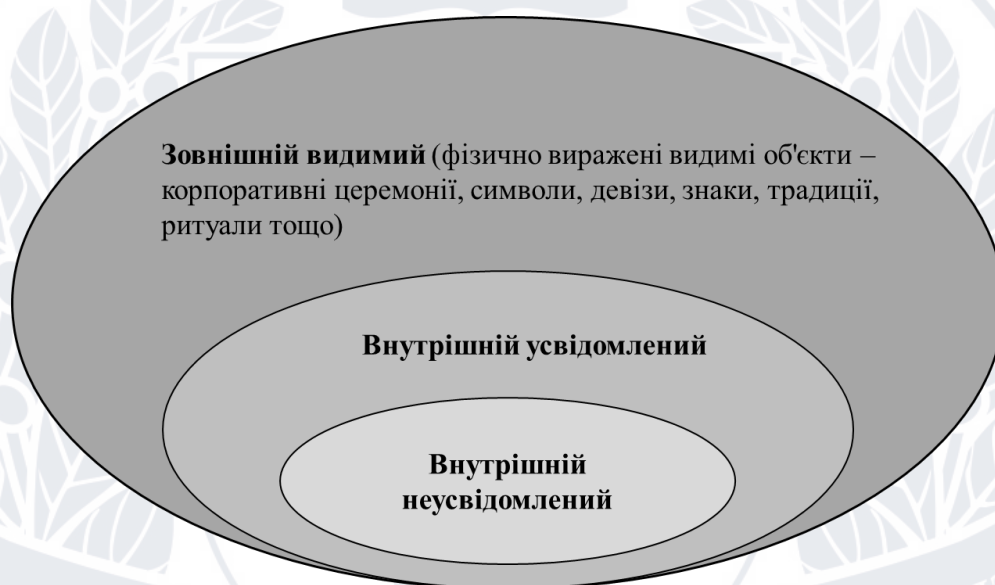 Зовнішній видимий (фізично виражені видимі об'єкти –
корпоративні церемонії, символи, девізи, знаки, традиції,
ритуали тощо)
Внутрішній усвідомлений
Внутрішній
неусвідомлений